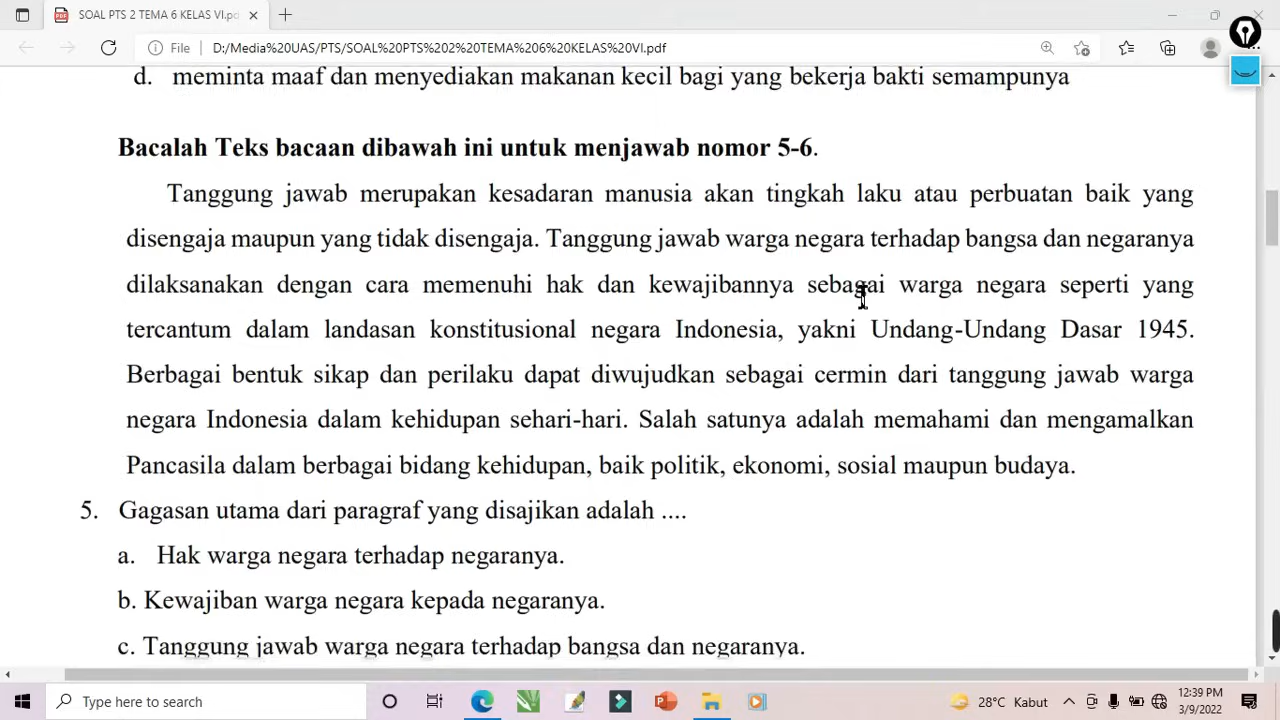 SOAL PTS 2 TEMA 6 KELAS VI.po
File D:/Media%20UAS/PTS/SOAL%20PTS%202%20TEMA%206%20KELAS%20VI.pdf
d. meminta maaf dan menyediakan makanan kecil bagi yang bekerja bakti semampunya
Bacalah Teks bacaan dibawah ini untuk menjawab nomor 5-6.
Tanggung jawab merupakan kesadaran manusia akan tingkah laku atau perbuatan baik yang
disengaja maupun yang tidak disengaja. Tanggung jawab warga negara terhadap bangsa dan negaranya
dilaksanakan dengan cara memenuhi hak dan kewajibannya sebagai warga negara seperti yang
tercantum dalam landasan konstitusional negara Indonesia, yakni Undang-Undang Dasar 1945.
Berbagai bentuk sikap dan perilaku dapat diwujudkan sebagai cermin dari tanggung jawab warga
negara Indonesia dalam kehidupan sehari-hari. Salah satunya adalah memahami dan mengamalkan
Pancasila dalam berbagai bidang kehidupan, baik politik, ekonomi, sosial maupun budaya.
5. Gagasan utama dari paragraf yang disajikan adalah ....
a. Hak warga negara terhadap negaranya.
b. Kewajiban warga negara kepada negaranya.
c. Tanggung jawab warga negara terhadap bangsa dan negaranya.
Type here to search
28°C Kabut
12:39 PM
3/9/2022